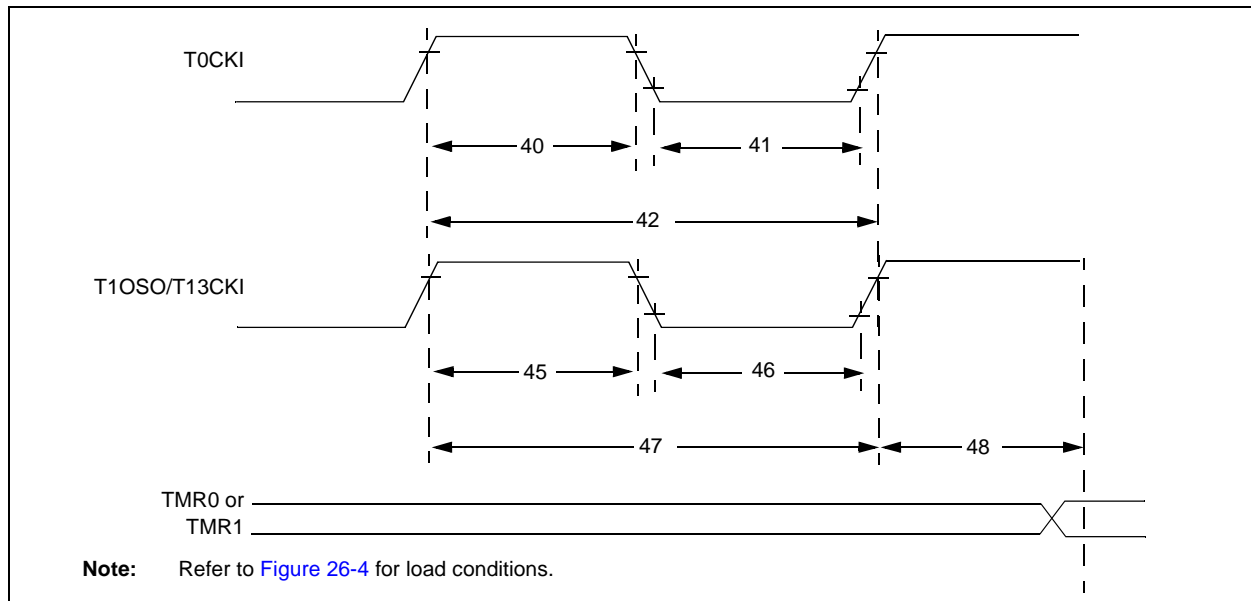 T0CKI
40
41
42
T1OSO/T13CKI
45
46
47
48
TMR0 or
TMR1
Note: Refer to Figure 26-4 for load conditions.